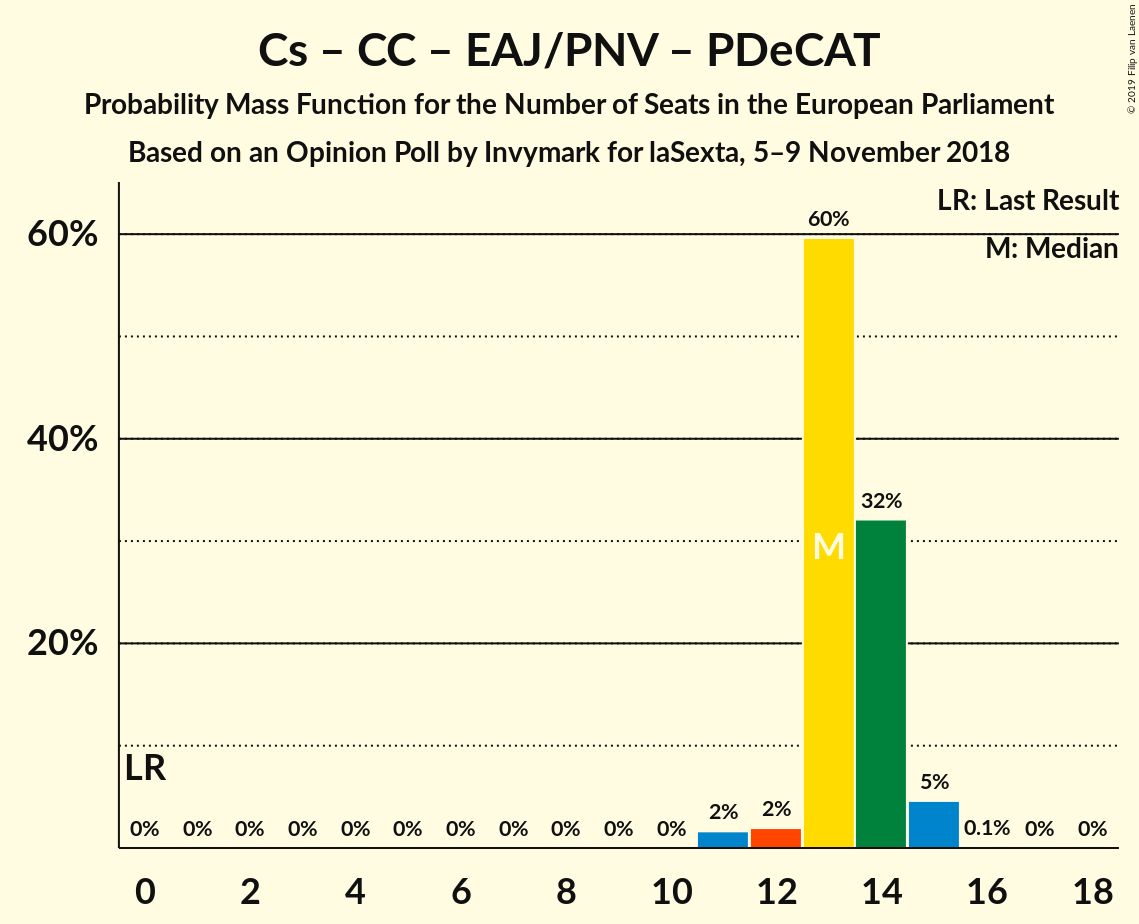 Cs – CC – EAJ/PNV – PDeCAT
Probability Mass Function for the Number of Seats in the European Parliament
Based on an Opinion Poll by Invymark for laSexta, 5–9 November 2018
© 2019 Filip van Laenen
LR: Last Result
M: Median
60%
40%
20%
60%
32%
M
LR
5%
2%
2%
0%
0%
0%
0%
0%
0%
0%
0%
0%
0%
0%
0.1%
0%
0%
0 2 4 6 8 10 12 14 16 18